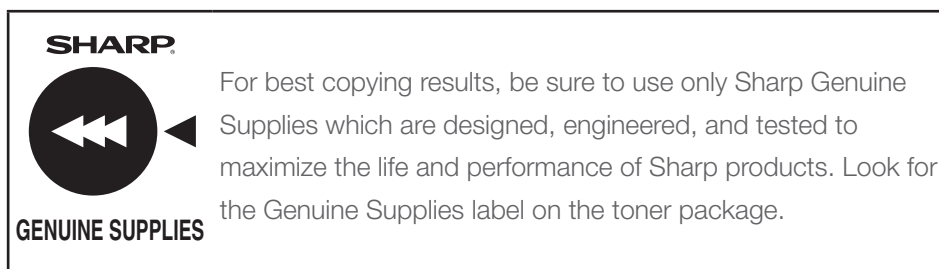 SHARP®
GENUINE SUPPLIES
For best copying results, be sure to use only Sharp Genuine
Supplies which are designed, engineered, and tested to
maximize the life and performance of Sharp products. Look for
the Genuine Supplies label on the toner package.